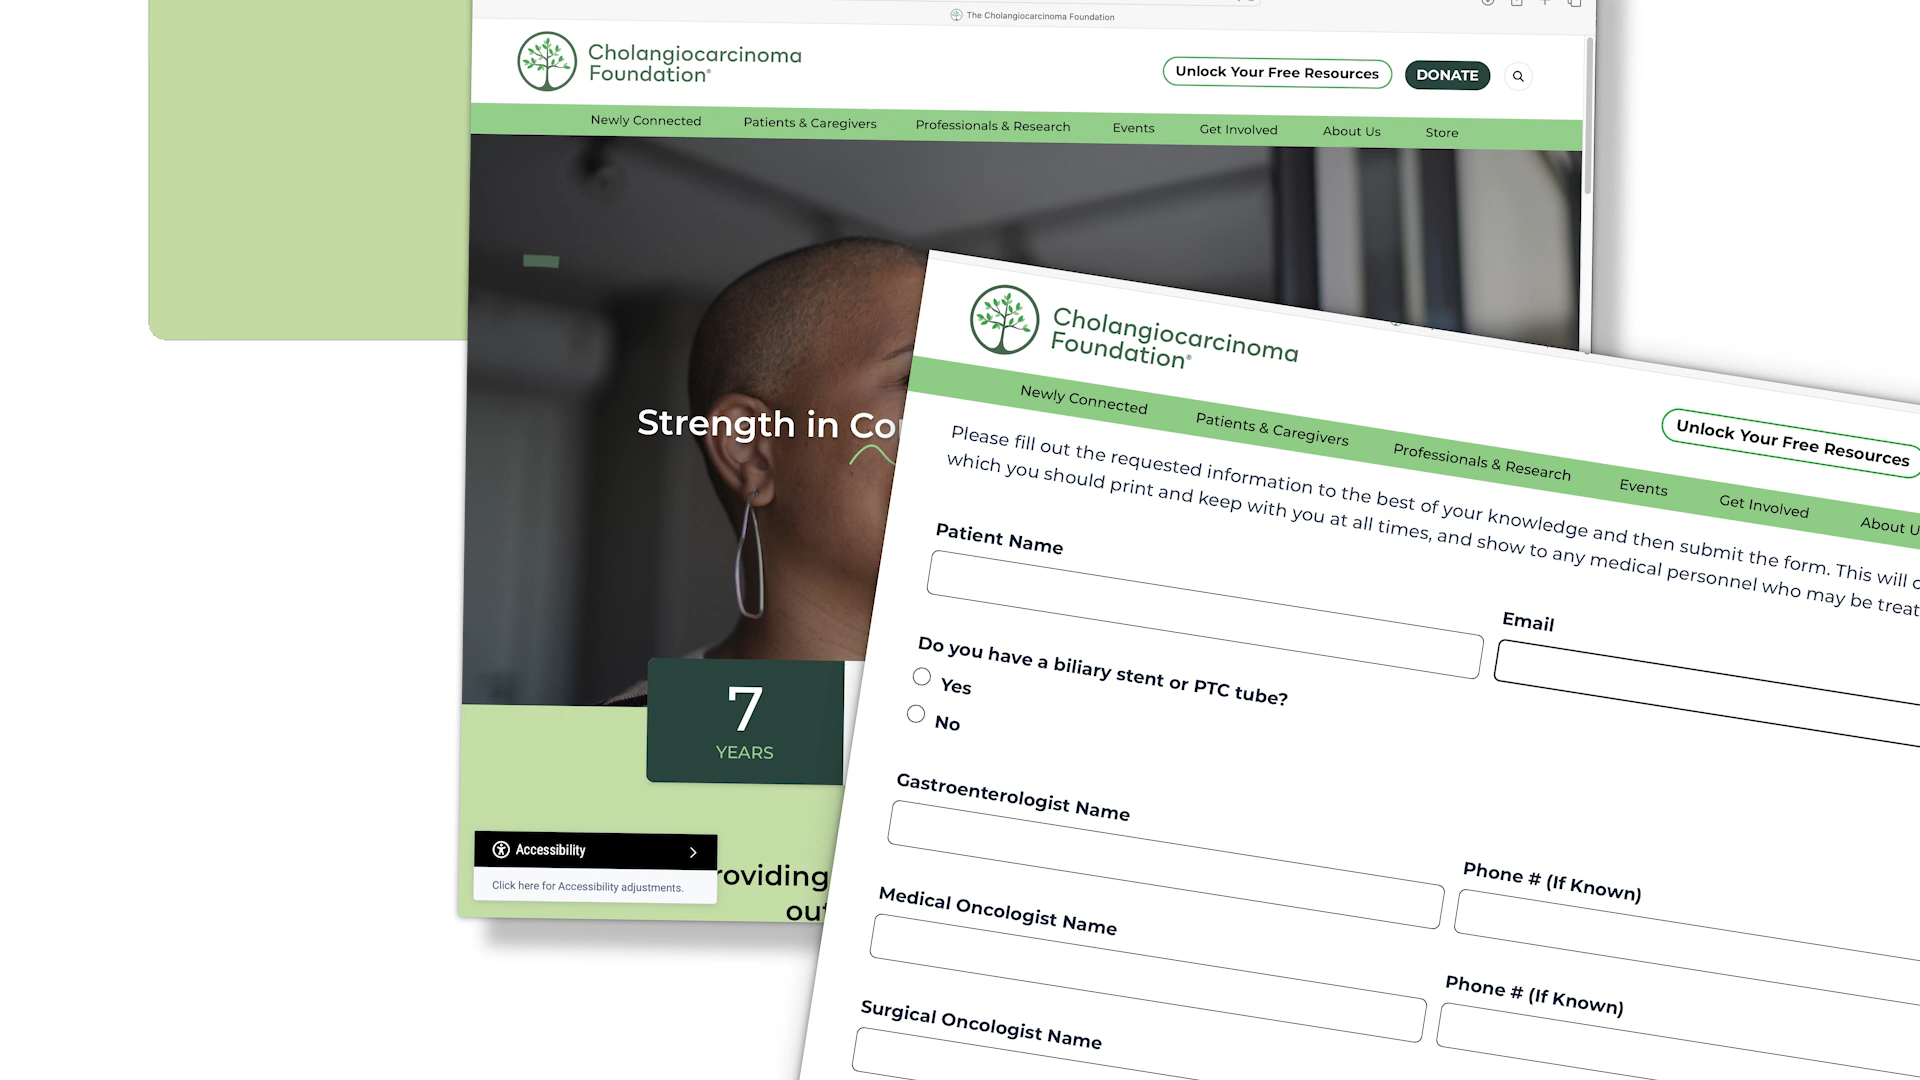 The Cholangiocarcinoma Foundation
Cholangiocarcinoma
Foundation®
Unlock Your Free Resources
DONATE
Newly Connected
Patients & Caregivers
Professionals & Research
Events
Get Involved
About Us
Store
Strength in
7
YEARS
Accessibility
Click here for Accessibility adjustments.
Cholangiocarcinoma
Foundation®
Unlock Your Free Resources
Newly Connected
Patients & Caregivers
Professionals & Research
Events
Get Involved
About
Please fill out the requested information to the best of your knowledge and then submit the form. This will
which you should print and keep with you at all times, and show to any medical personnel who may be
Patient Name
Email
Do you have a biliary stent or PTC tube?
Yes
No
Gastroenterologist Name
Phone # (If Known)
Medical Oncologist Name
Phone # (If Known)
Surgical Oncologist Name